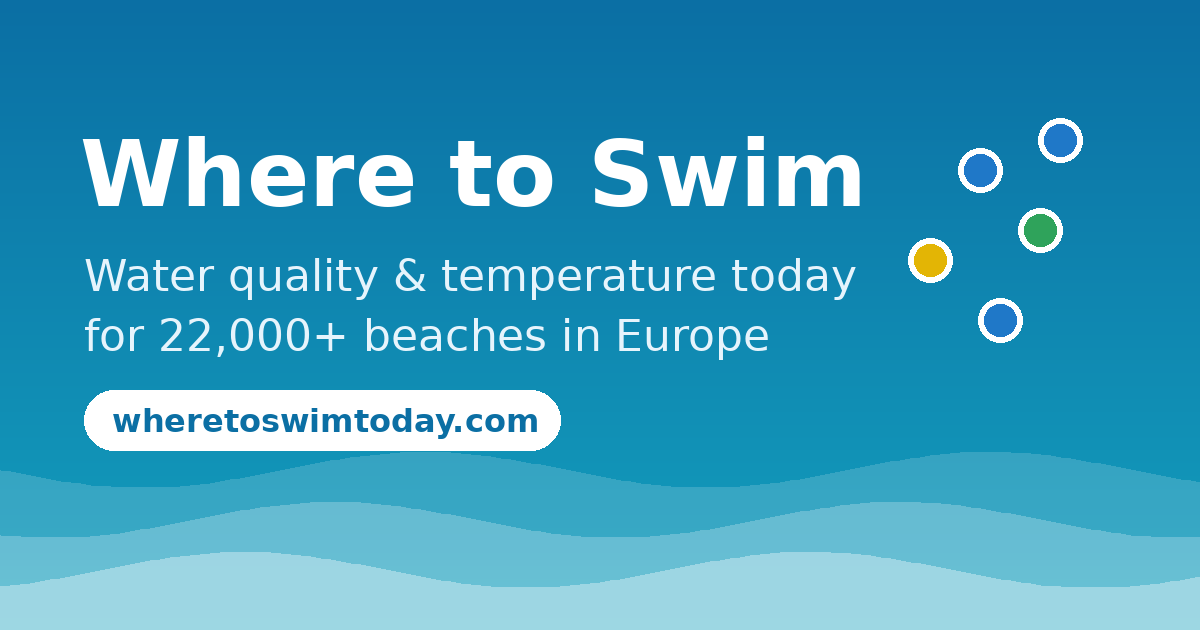 Where to Swim
Water quality & temperature today
for 22,000+ beaches in Europe
wheretoswimtoday.com